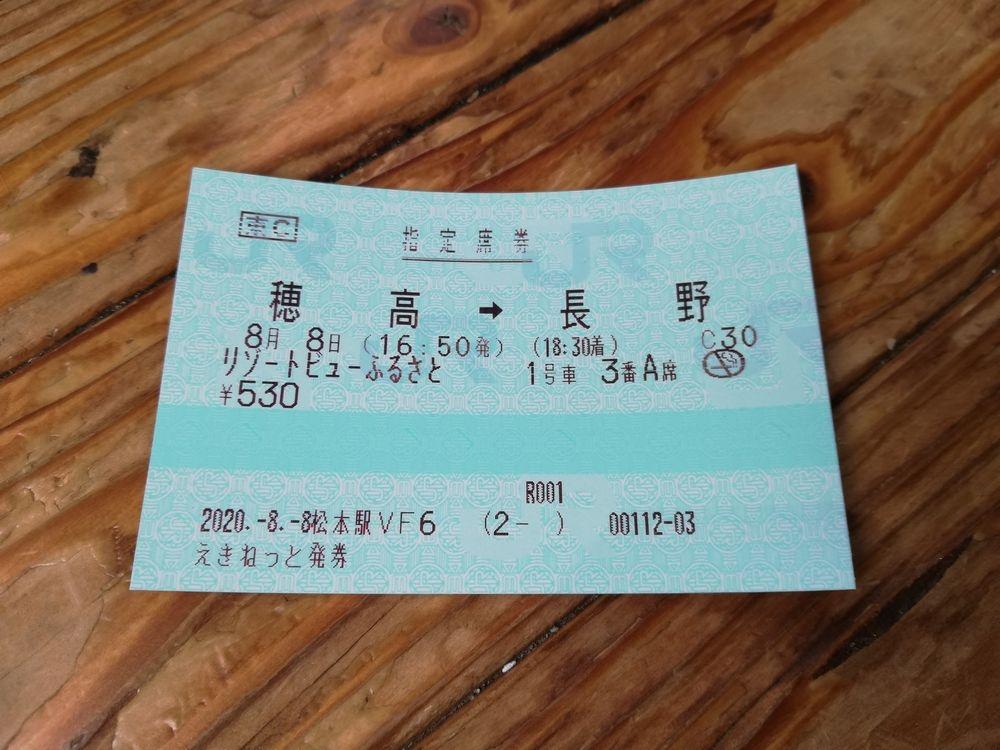 東C
指定席券
穂高 → 長野
8月 8日 (16:50発) (18:30着) C30
リゾートビューふるさと 1号車 3番A席
¥530
R001
2020.-8.-8松本駅VF6 (2- ) 00112-03
えきねっと発券